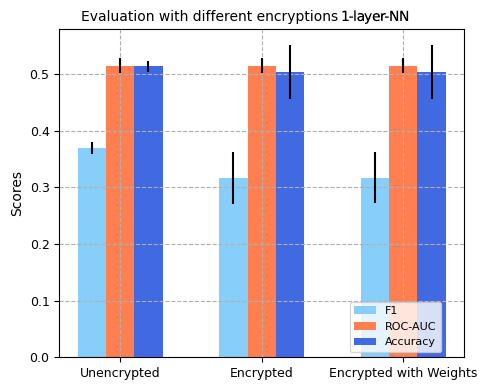 Evaluation with different encryptions 1-layer-NN
Scores
0.5
0.4
0.3
0.2
0.1
0.0
F1
ROC-AUC
Accuracy
Unencrypted
Encrypted
Encrypted with Weights